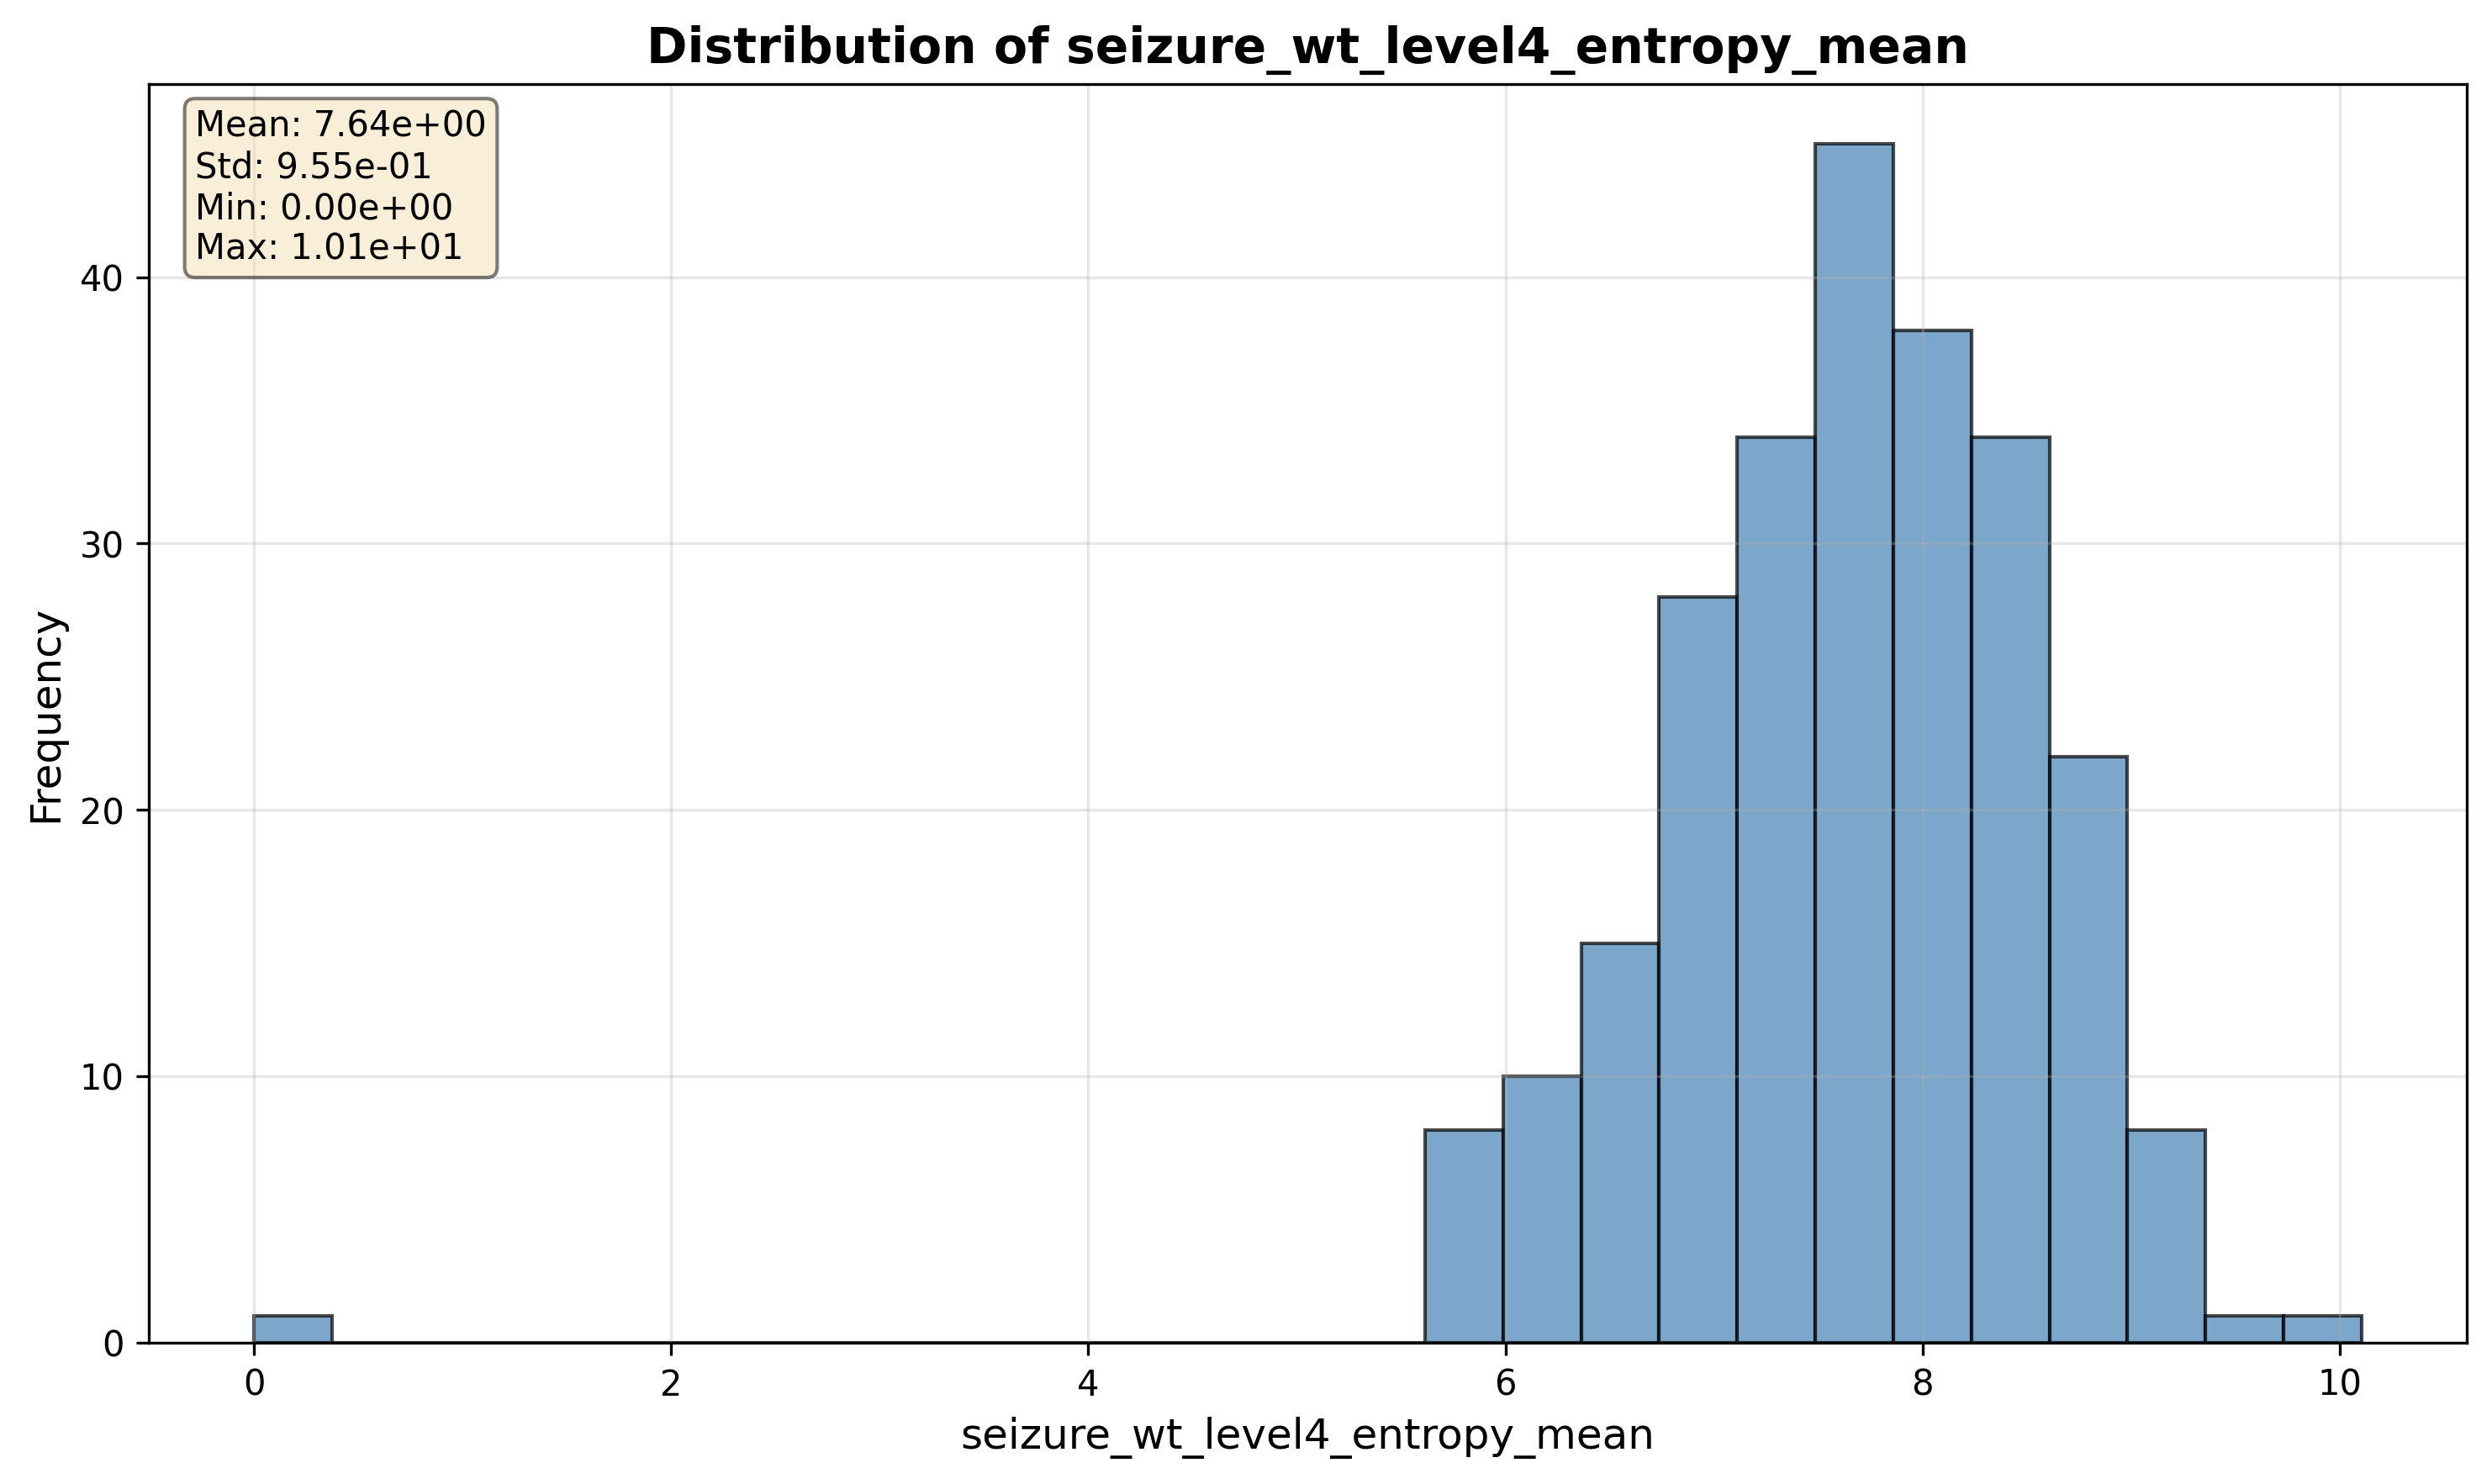 Distribution of seizure_wt_level4_entropy_mean
Mean: 7.64e+00
Std: 9.55e-01
Min: 0.00e+00
Max: 1.01e+01
Frequency
40
30
20
10
0
0 2 4 6 8 10
seizure_wt_level4_entropy_mean